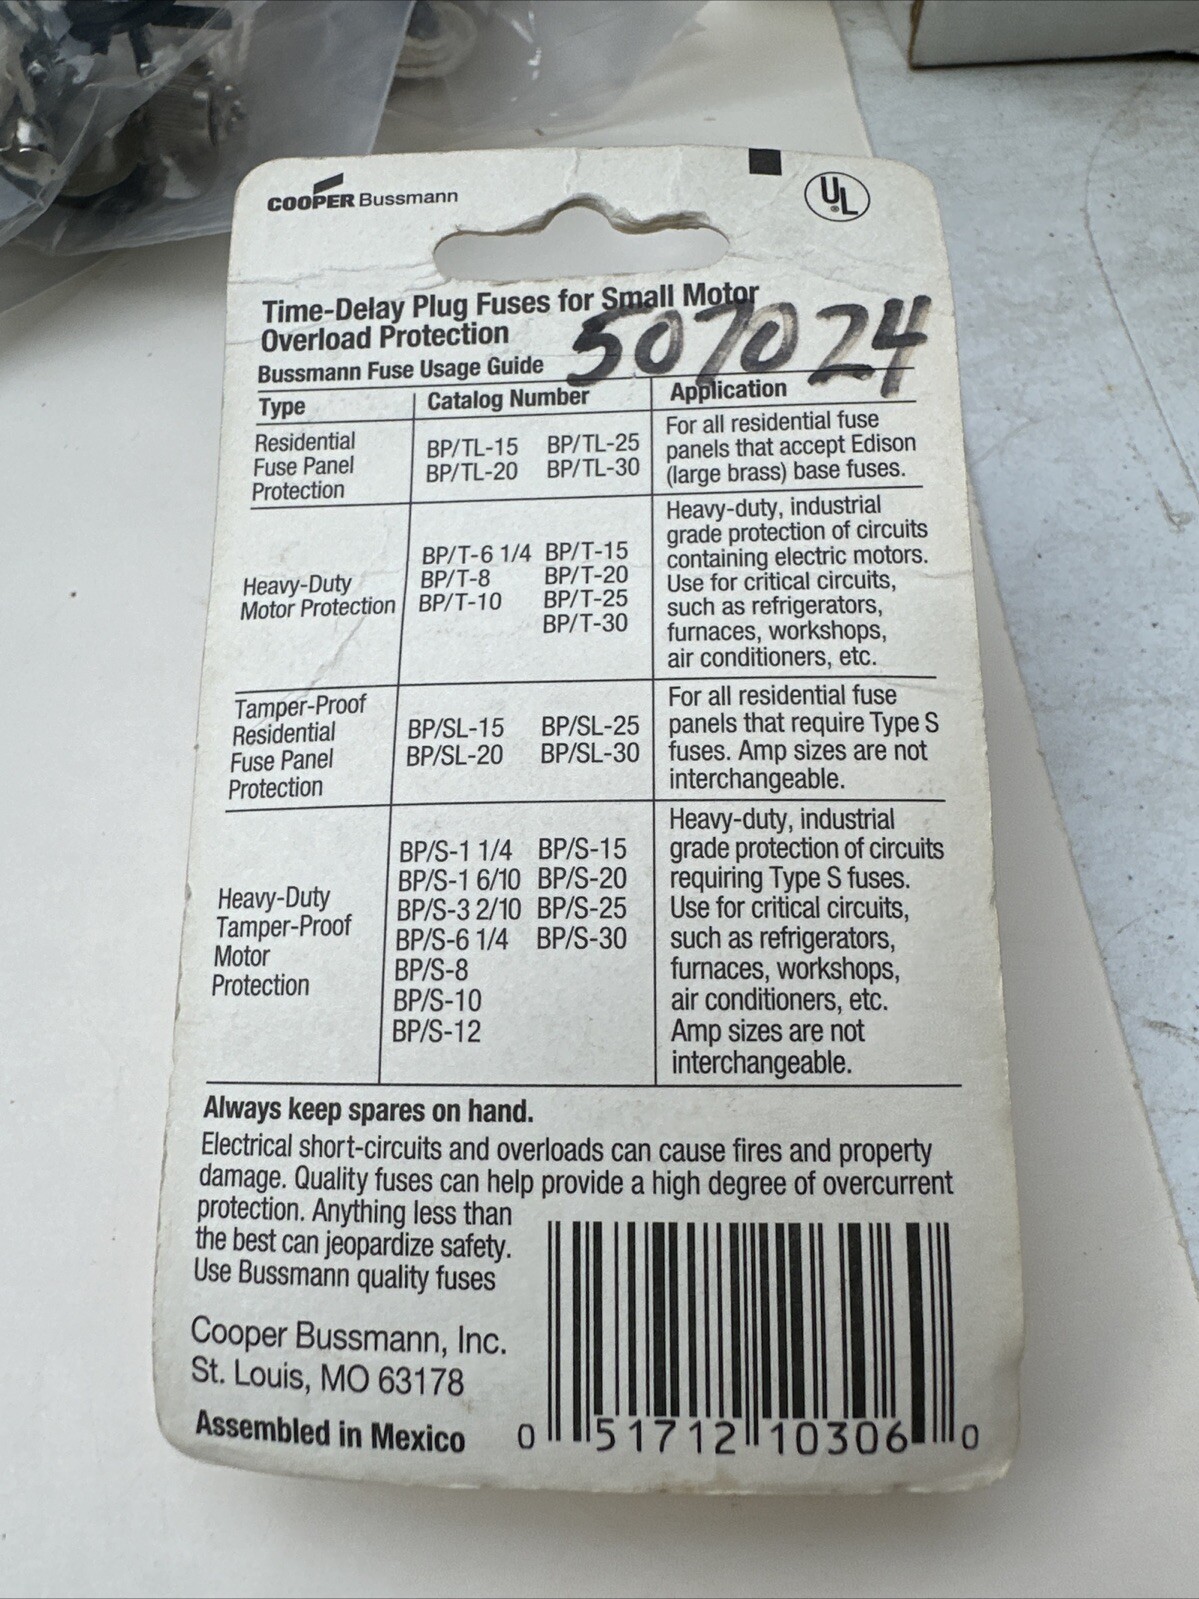 COOPER Bussmann
UL
Time-Delay Plug Fuses for Small Motor
Overload Protection
507024
Bussmann Fuse Usage Guide
Type Catalog Number Application
Residential
Fuse Panel
Protection
BP/TL-15 BP/TL-25
BP/TL-20 BP/TL-30
For all residential fuse
panels that accept Edison
(large brass) base fuses.
Heavy-Duty
Motor Protection
BP/T-6 1/4 BP/T-15
BP/T-8 BP/T-20
BP/T-10 BP/T-25
BP/T-30
Heavy-duty, industrial
grade protection of circuits
containing electric motors.
Use for critical circuits,
such as refrigerators,
furnaces, workshops,
air conditioners, etc.
Tamper-Proof
Residential
Fuse Panel
Protection
BP/SL-15 BP/SL-25
BP/SL-20 BP/SL-30
For all residential fuse
panels that require Type S
fuses. Amp sizes are not
interchangeable.
Heavy-Duty
Tamper-Proof
Motor
Protection
BP/S-1 1/4 BP/S-15
BP/S-1 6/10 BP/S-20
BP/S-3 2/10 BP/S-25
BP/S-6 1/4 BP/S-30
BP/S-8
BP/S-10
BP/S-12
Heavy-duty, industrial
grade protection of circuits
requiring Type S fuses.
Use for critical circuits,
such as refrigerators,
furnaces, workshops,
air conditioners, etc.
Amp sizes are not
interchangeable.
Always keep spares on hand.
Electrical short-circuits and overloads can cause fires and property
damage. Quality fuses can help provide a high degree of overcurrent
protection. Anything less than
the best can jeopardize safety.
Use Bussmann quality fuses
Cooper Bussmann, Inc.
St. Louis, MO 63178
Assembled in Mexico
0 51712 10306 0